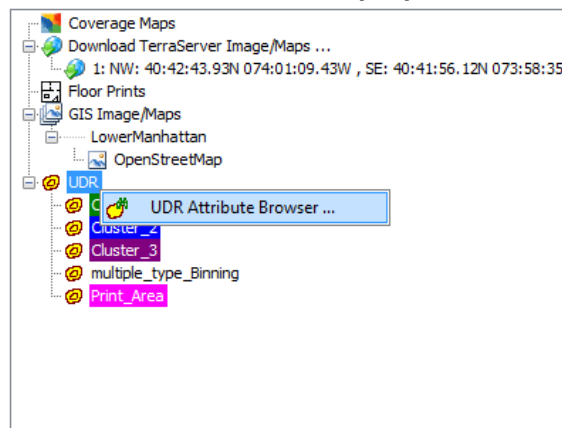 Coverage Maps
Download TerraServer Image/Maps ...
1: NW: 40:42:43.93N 074:01:09.43W , SE: 40:41:56.12N 073:58:35
Floor Prints
GIS Image/Maps
LowerManhattan
OpenStreetMap
UDR
UDR Attribute Browser ...
Cluster_2
Cluster_3
multiple_type_Binning
Print_Area